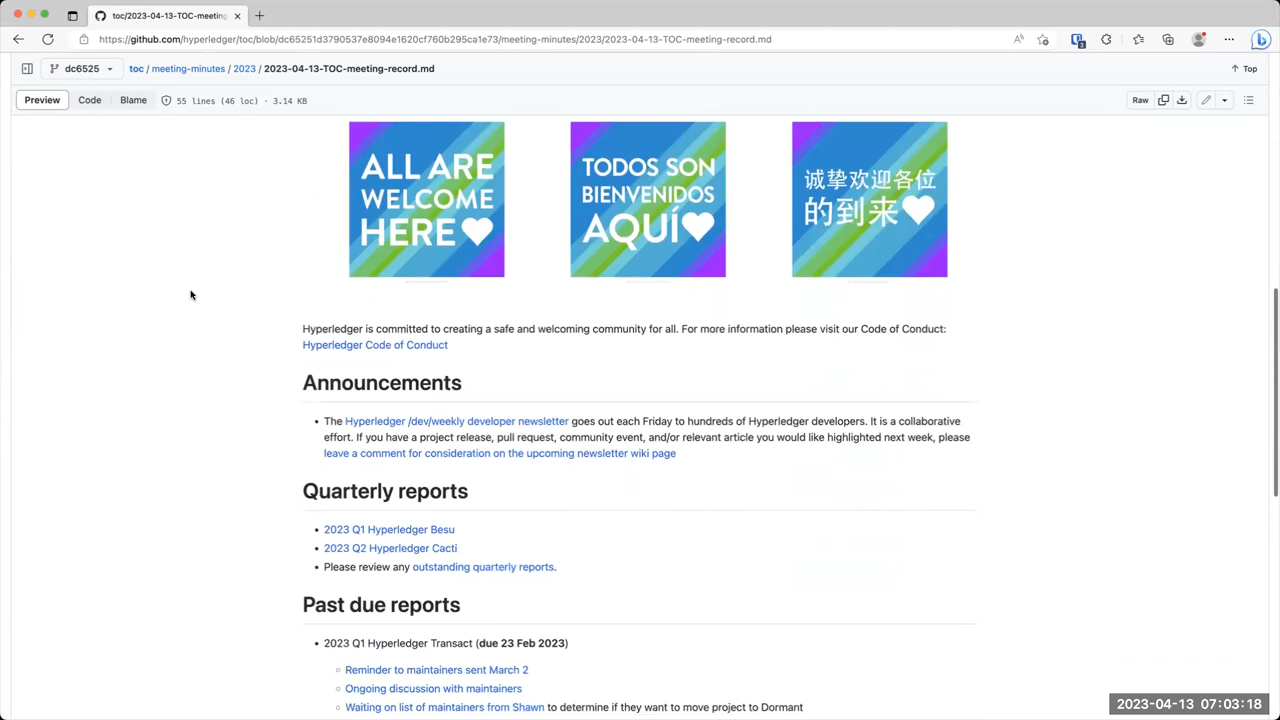 toc/2023-04-13-TOC-meeting-
https://github.com/hyperledger/toc/blob/dc65251d3790537e8094e1620cf760b295ca1e73/meeting-minutes/2023/2023-04-13-TOC-meeting-record.md
dc6525
toc / meeting-minutes / 2023 / 2023-04-13-TOC-meeting-record.md
Top
Preview
Code
Blame
55 lines (46 loc) · 3.14 KB
Raw
ALL ARE
WELCOME
HERE
TODOS SON
BIENVENIDOS
AQUÍ
诚挚欢迎各位
的到来
Hyperledger is committed to creating a safe and welcoming community for all. For more information please visit our Code of Conduct:
Hyperledger Code of Conduct
Announcements
• The Hyperledger /dev/weekly developer newsletter goes out each Friday to hundreds of Hyperledger developers. It is a collaborative
effort. If you have a project release, pull request, community event, and/or relevant article you would like highlighted next week, please
leave a comment for consideration on the upcoming newsletter wiki page
Quarterly reports
• 2023 Q1 Hyperledger Besu
• 2023 Q2 Hyperledger Cacti
• Please review any outstanding quarterly reports.
Past due reports
• 2023 Q1 Hyperledger Transact (due 23 Feb 2023)
◦ Reminder to maintainers sent March 2
◦ Ongoing discussion with maintainers
◦ Waiting on list of maintainers from Shawn to determine if they want to move project to Dormant
2023-04-13 07:03:18